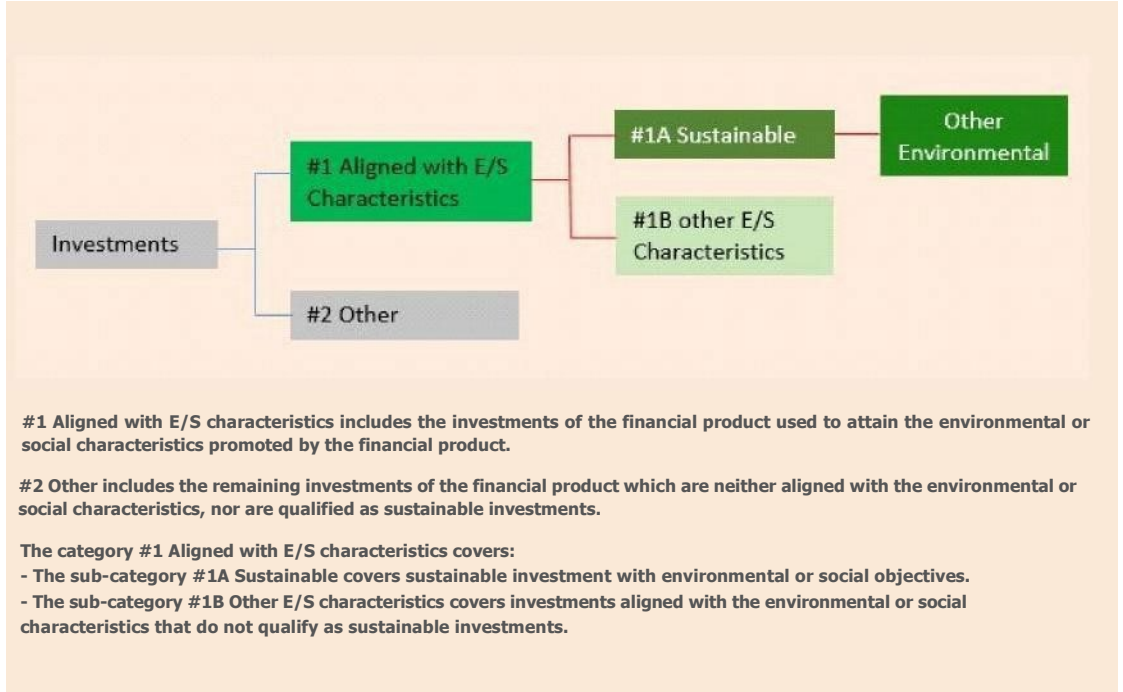 Investments
#1 Aligned with E/S
Characteristics
#2 Other
#1A Sustainable
#1B other E/S
Characteristics
Other
Environmental
#1 Aligned with E/S characteristics includes the investments of the financial product used to attain the environmental or
social characteristics promoted by the financial product.
#2 Other includes the remaining investments of the financial product which are neither aligned with the environmental or
social characteristics, nor are qualified as sustainable investments.
The category #1 Aligned with E/S characteristics covers:
- The sub-category #1A Sustainable covers sustainable investment with environmental or social objectives.
- The sub-category #1B Other E/S characteristics covers investments aligned with the environmental or social
characteristics that do not qualify as sustainable investments.